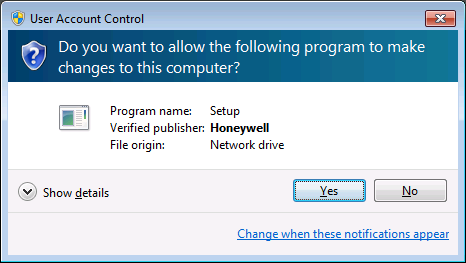 User Account Control
Do you want to allow the following program to make
changes to this computer?
Program name: Setup
Verified publisher: Honeywell
File origin: Network drive
Show details
Yes No
Change when these notifications appear